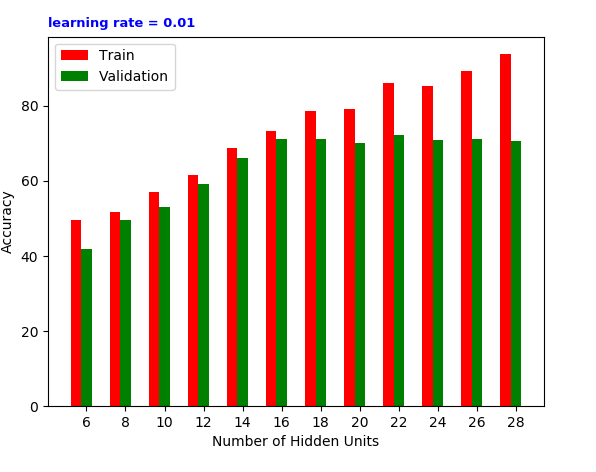 learning rate = 0.01
Train
Validation
80
60
40
20
0
Accuracy
6 8 10 12 14 16 18 20 22 24 26 28
Number of Hidden Units